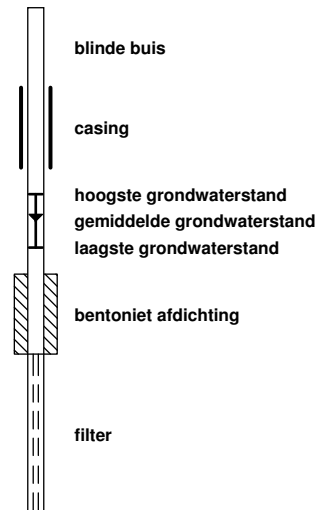 blinde buis
casing
hoogste grondwaterstand
gemiddelde grondwaterstand
laagste grondwaterstand
bentoniet afdichting
filter